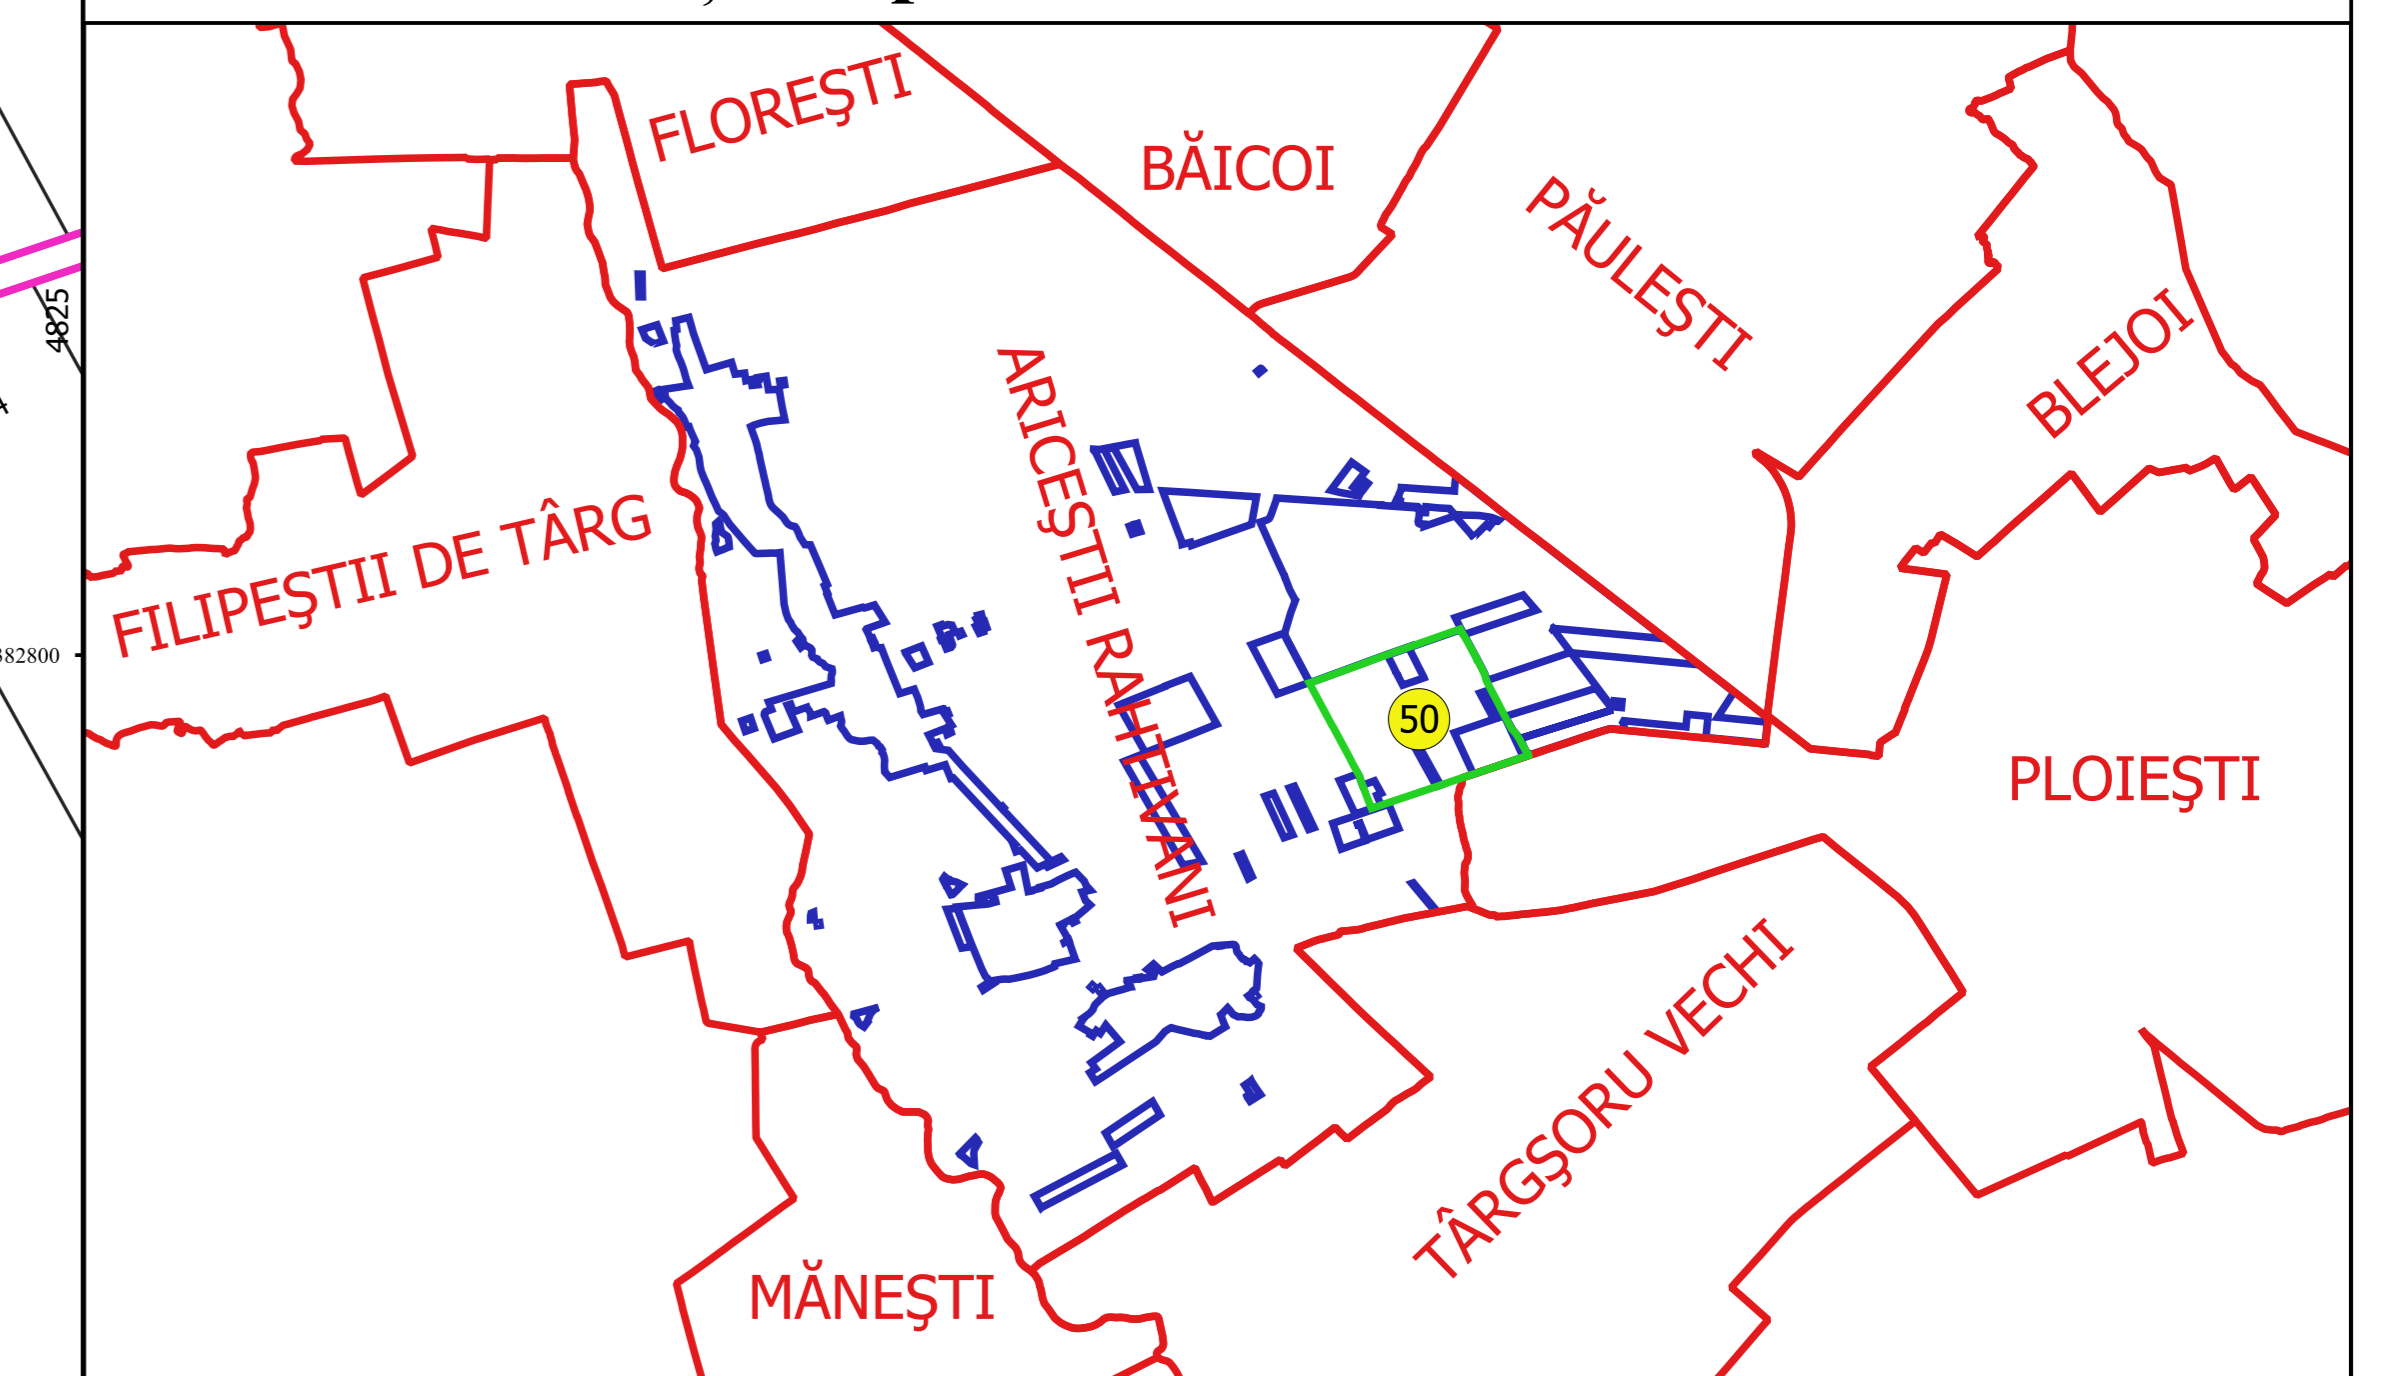 FLOREŞTI
BĂICOI
PĂULEŞTI
BLEJOI
4825
ARICEŞTII RAHTIVANI
FILIPEŞTII DE TÂRG
382800
50
PLOIEŞTI
TÂRGŞORU VECHI
MĂNEŞTI